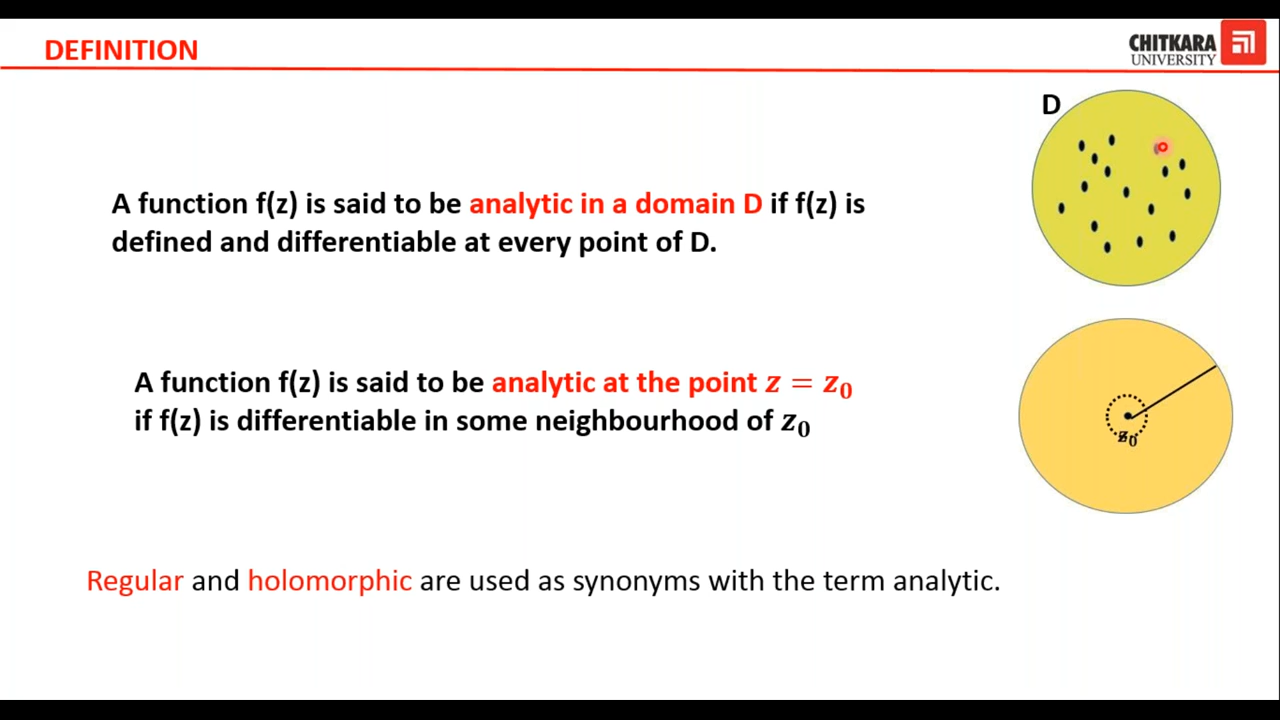 DEFINITION
CHITKARA
UNIVERSITY
D
A function f(z) is said to be analytic in a domain D if f(z) is
defined and differentiable at every point of D.
A function f(z) is said to be analytic at the point z = z₀
if f(z) is differentiable in some neighbourhood of z₀
z₀
Regular and holomorphic are used as synonyms with the term analytic.